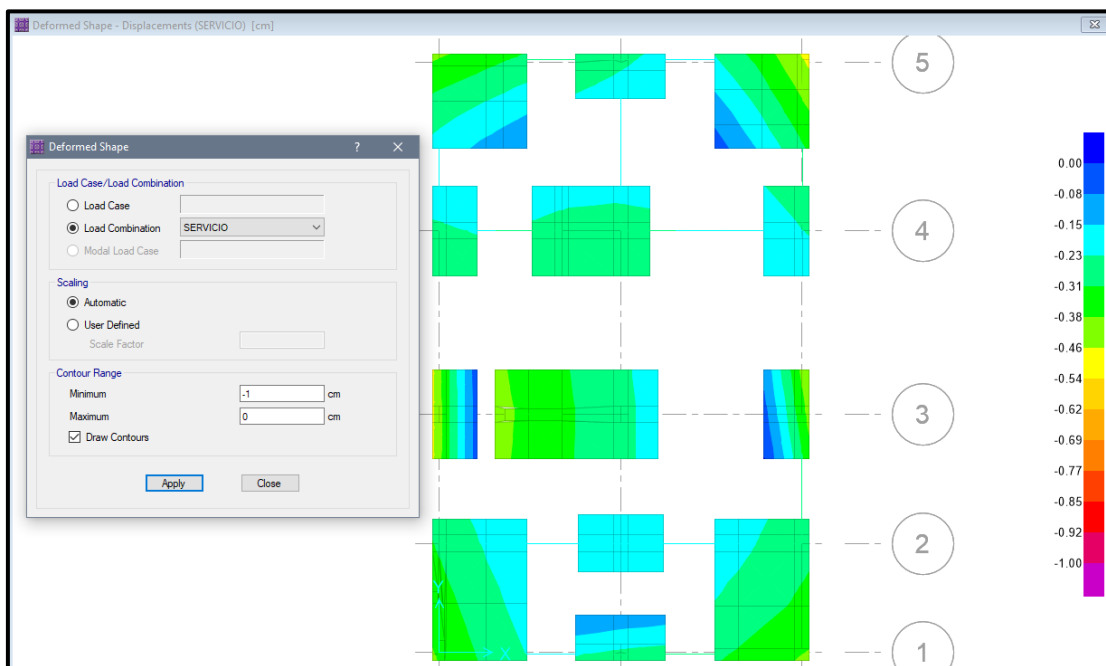 Deformed Shape - Displacements (SERVICIO) [cm]
Deformed Shape
?
Load Case/Load Combination
Load Case
Load Combination
SERVICIO
Modal Load Case
Scaling
Automatic
User Defined
Scale Factor
Contour Range
Minimum
-1
cm
Maximum
0
cm
Draw Contours
Apply
Close
5
4
3
2
1
Y
X
0.00
-0.08
-0.15
-0.23
-0.31
-0.38
-0.46
-0.54
-0.62
-0.69
-0.77
-0.85
-0.92
-1.00